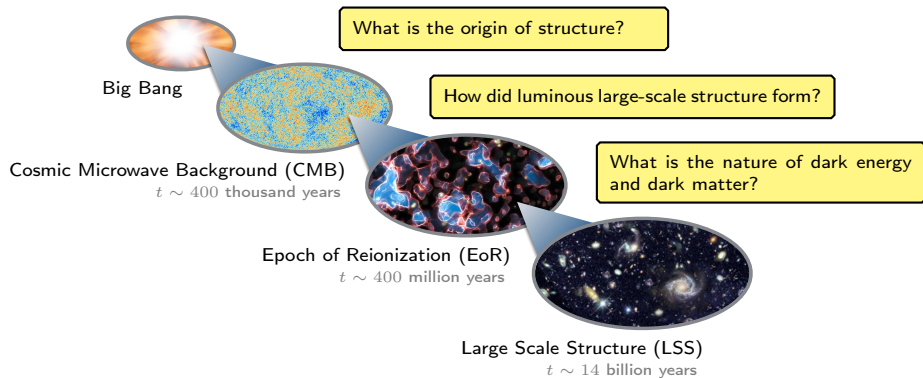 What is the origin of structure?
Big Bang
How did luminous large-scale structure form?
Cosmic Microwave Background (CMB)
t ∼ 400 thousand years
What is the nature of dark energy
and dark matter?
Epoch of Reionization (EoR)
t ∼ 400 million years
Large Scale Structure (LSS)
t ∼ 14 billion years